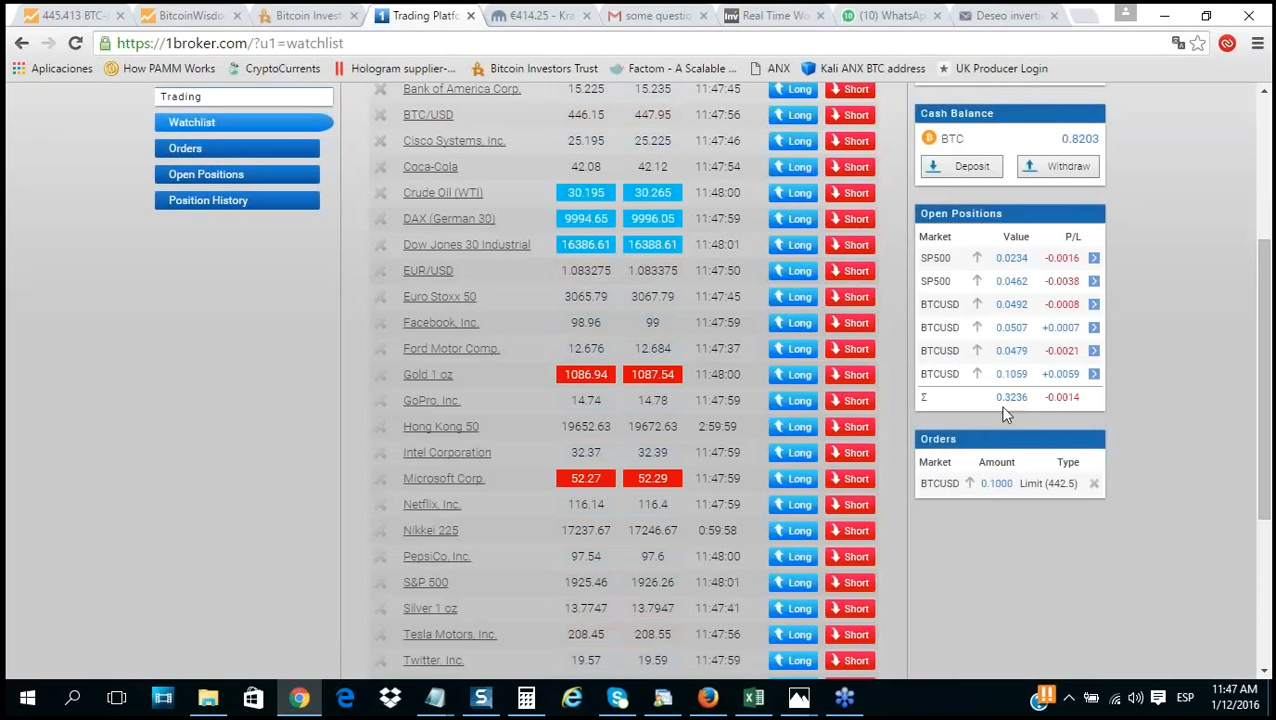 445.413 BTC-
BitcoinWisdo
Bitcoin Invest
Trading Platfo
€414.25 - Kra
some questio
Real Time Wo
(10) WhatsAp
Deseo inverti
https://1broker.com/?u1=watchlist
Aplicaciones How PAMM Works CryptoCurrents Hologram supplier-... Bitcoin Investors Trust Factom - A Scalable ... ANX Kali ANX BTC address UK Producer Login
Trading
Watchlist
Orders
Open Positions
Position History
Bank of America Corp. 15.225 15.235 11:47:45 Long Short
BTC/USD 446.15 447.95 11:47:56 Long Short
Cisco Systems, Inc. 25.195 25.225 11:47:46 Long Short
Coca-Cola 42.08 42.12 11:47:54 Long Short
Crude Oil (WTI) 30.195 30.265 11:48:00 Long Short
DAX (German 30) 9994.65 9996.05 11:47:59 Long Short
Dow Jones 30 Industrial 16386.61 16388.61 11:48:01 Long Short
EUR/USD 1.083275 1.083375 11:47:50 Long Short
Euro Stoxx 50 3065.79 3067.79 11:47:45 Long Short
Facebook, Inc. 98.96 99 11:47:59 Long Short
Ford Motor Comp. 12.676 12.684 11:47:37 Long Short
Gold 1 oz 1086.94 1087.54 11:48:00 Long Short
GoPro, Inc. 14.74 14.78 11:47:59 Long Short
Hong Kong 50 19652.63 19672.63 2:59:59 Long Short
Intel Corporation 32.37 32.39 11:47:59 Long Short
Microsoft Corp. 52.27 52.29 11:47:59 Long Short
Netflix, Inc. 116.14 116.4 11:47:59 Long Short
Nikkei 225 17237.67 17246.67 0:59:58 Long Short
PepsiCo, Inc. 97.54 97.6 11:48:00 Long Short
S&P 500 1925.46 1926.26 11:48:01 Long Short
Silver 1 oz 13.7747 13.7947 11:47:41 Long Short
Tesla Motors, Inc. 208.45 208.55 11:47:56 Long Short
Twitter, Inc. 19.57 19.59 11:47:59 Long Short
Cash Balance
BTC 0.8203
Deposit Withdraw
Open Positions
Market Value P/L
SP500 0.0234 -0.0016
SP500 0.0462 -0.0038
BTCUSD 0.0492 -0.0008
BTCUSD 0.0507 +0.0007
BTCUSD 0.0479 -0.0021
BTCUSD 0.1059 +0.0059
Σ 0.3236 -0.0014
Orders
Market Amount Type
BTCUSD 0.1000 Limit (442.5)
ESP
11:47 AM
1/12/2016